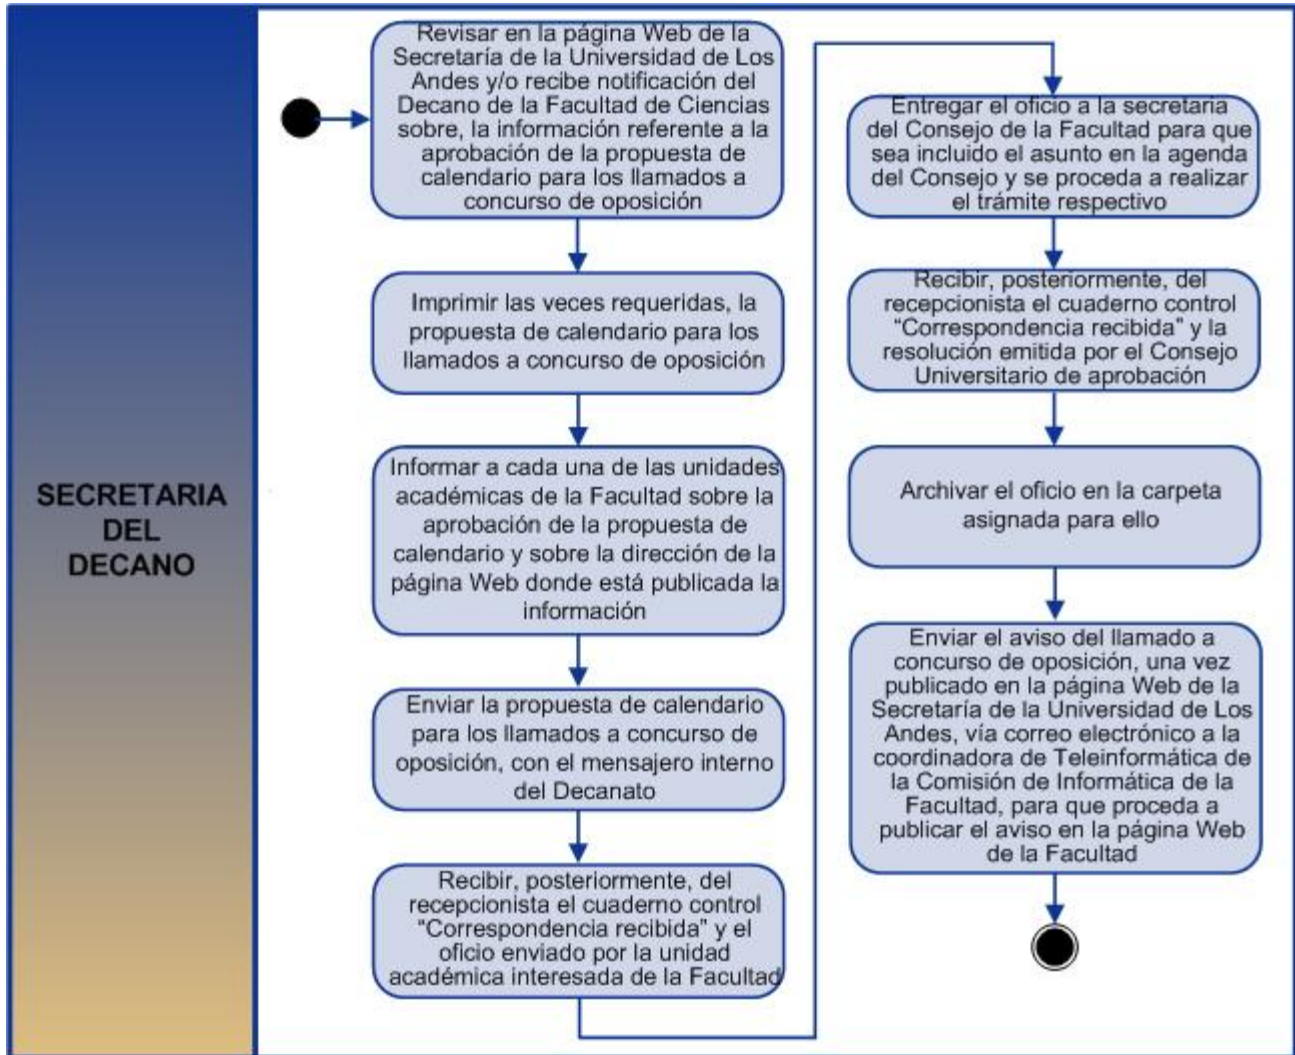 SECRETARIA
DEL
DECANO
Revisar en la página Web de la
Secretaría de la Universidad de Los
Andes y/o recibe notificación del
Decano de la Facultad de Ciencias
sobre, la información referente a la
aprobación de la propuesta de
calendario para los llamados a
concurso de oposición
Imprimir las veces requeridas, la
propuesta de calendario para los
llamados a concurso de oposición
Informar a cada una de las unidades
académicas de la Facultad sobre la
aprobación de la propuesta de
calendario y sobre la dirección de la
página Web donde está publicada la
información
Enviar la propuesta de calendario
para los llamados a concurso de
oposición, con el mensajero interno
del Decanato
Recibir, posteriormente, del
recepcionista el cuaderno control
“Correspondencia recibida” y el
oficio enviado por la unidad
académica interesada de la Facultad
Entregar el oficio a la secretaria
del Consejo de la Facultad para que
sea incluido el asunto en la agenda
del Consejo y se proceda a realizar
el trámite respectivo
Recibir, posteriormente, del
recepcionista el cuaderno control
“Correspondencia recibida” y la
resolución emitida por el Consejo
Universitario de aprobación
Archivar el oficio en la carpeta
asignada para ello
Enviar el aviso del llamado a
concurso de oposición, una vez
publicado en la página Web de la
Secretaría de la Universidad de Los
Andes, vía correo electrónico a la
coordinadora de Teleinformática de
la Comisión de Informática de la
Facultad, para que proceda a
publicar el aviso en la página Web
de la Facultad